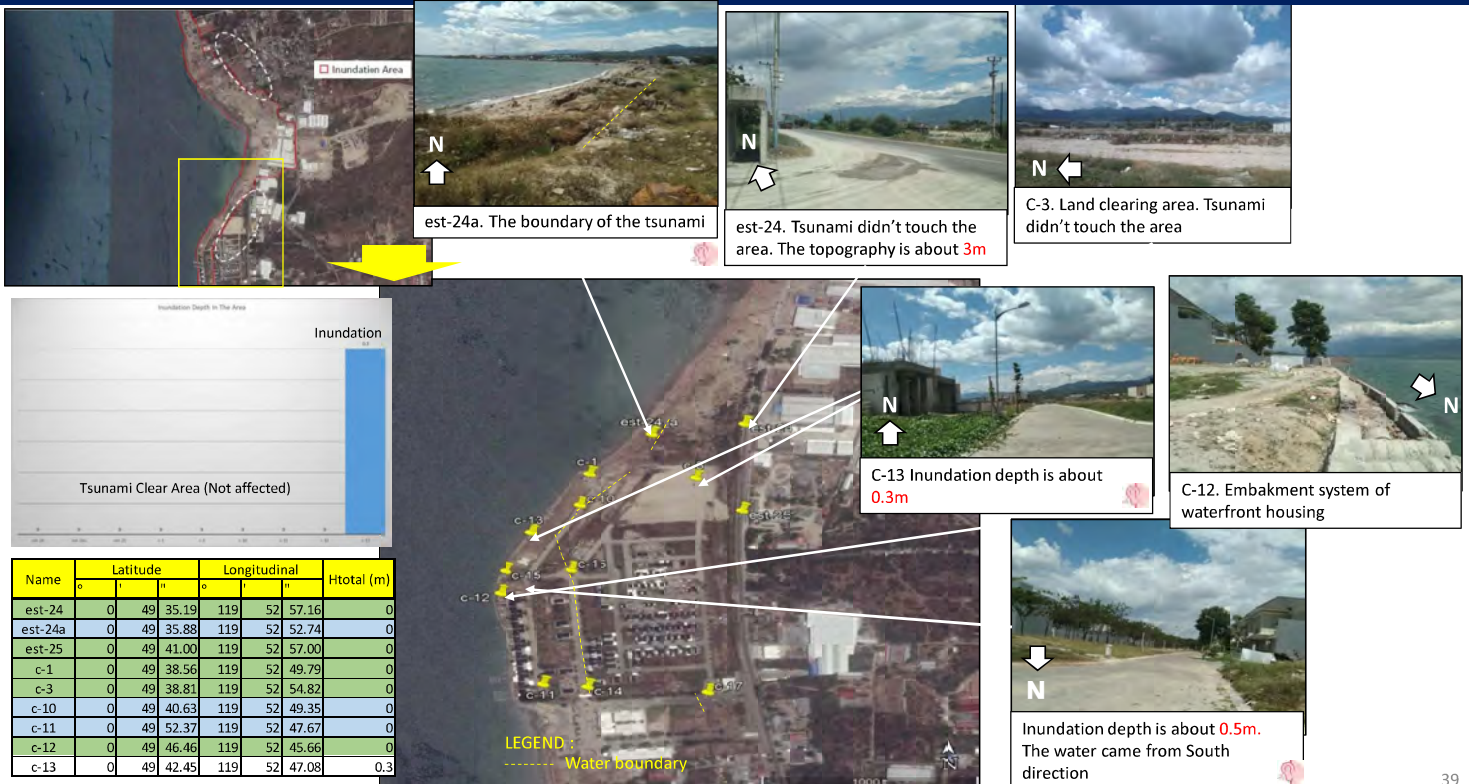 Inundation Area
N
est-24a. The boundary of the tsunami
N
est-24. Tsunami didn't touch the
area. The topography is about 3m
N
C-3. Land clearing area. Tsunami
didn't touch the area
Inundation Depth In The Area
Inundation
Tsunami Clear Area (Not affected)
Name Latitude Longitudinal Htotal (m)
o ' " o ' "
est-24 0 49 35.19 119 52 57.16 0
est-24a 0 49 35.88 119 52 52.74 0
est-25 0 49 41.00 119 52 57.00 0
c-1 0 49 38.56 119 52 49.79 0
c-3 0 49 38.81 119 52 54.82 0
c-10 0 49 40.63 119 52 49.35 0
c-11 0 49 52.37 119 52 47.67 0
c-12 0 49 46.46 119 52 45.66 0
c-13 0 49 42.45 119 52 47.08 0.3
est-24 a
c-1
c-10
c-13
est-25
c-15
c-12
c-11
c-14
c-17
LEGEND :
Water boundary
N
C-13 Inundation depth is about
0.3m
N
C-12. Embakment system of
waterfront housing
N
Inundation depth is about 0.5m.
The water came from South
direction
39